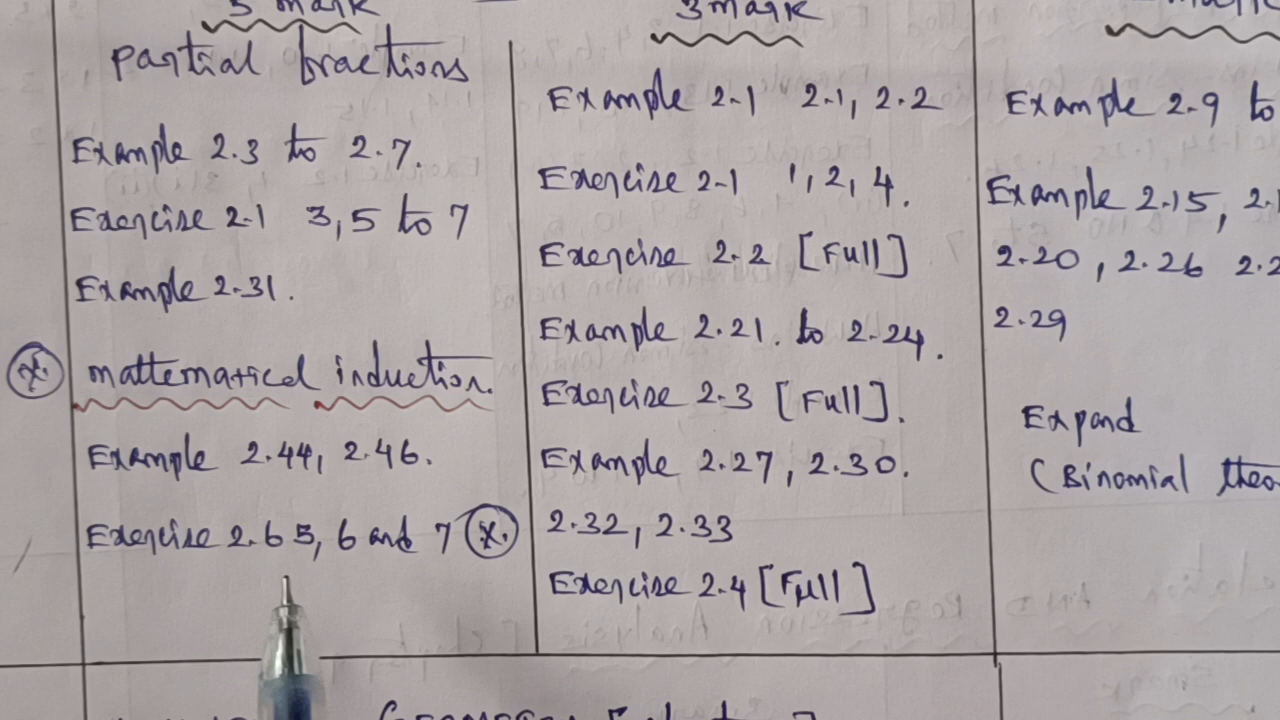 5 mark
Partial fractions
Example 2.3 to 2.7.
Exercise 2.1 3,5 to 7
Example 2.31.
mattematical induction.
Example 2.44, 2.46.
Exercise 2.6 5, 6 and 7
3 mark
Example 2.1 2.1, 2.2
Exercise 2.1 1, 2, 4.
Exercise 2.2 [Full]
Example 2.21. to 2.24.
Exercise 2.3 [Full].
Example 2.27, 2.30.
2.32, 2.33
Exercise 2.4 [Full]
Example 2.9 to
Example 2.15,
2.20, 2.26
2.29
Expand
(Binomial